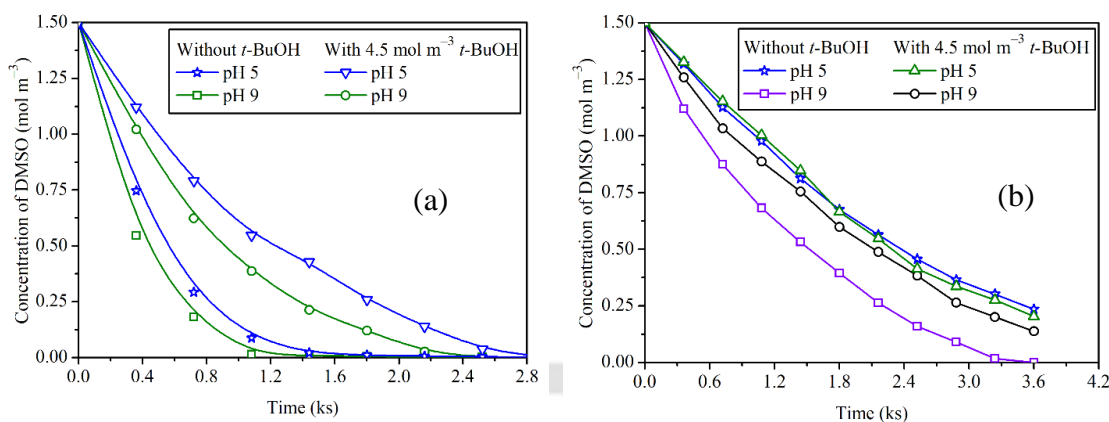 1.50
1.25
1.00
0.75
0.50
0.25
0.00
Concentration of DMSO (mol m⁻³)
Without t-BuOH With 4.5 mol m⁻³ t-BuOH
pH 5 pH 5
pH 9 pH 9
(a)
0.0 0.4 0.8 1.2 1.6 2.0 2.4 2.8
Time (ks)
1.50
1.25
1.00
0.75
0.50
0.25
0.00
Concentration of DMSO (mol m⁻³)
Without t-BuOH With 4.5 mol m⁻³ t-BuOH
pH 5 pH 5
pH 9 pH 9
(b)
0.0 0.6 1.2 1.8 2.4 3.0 3.6 4.2
Time (ks)